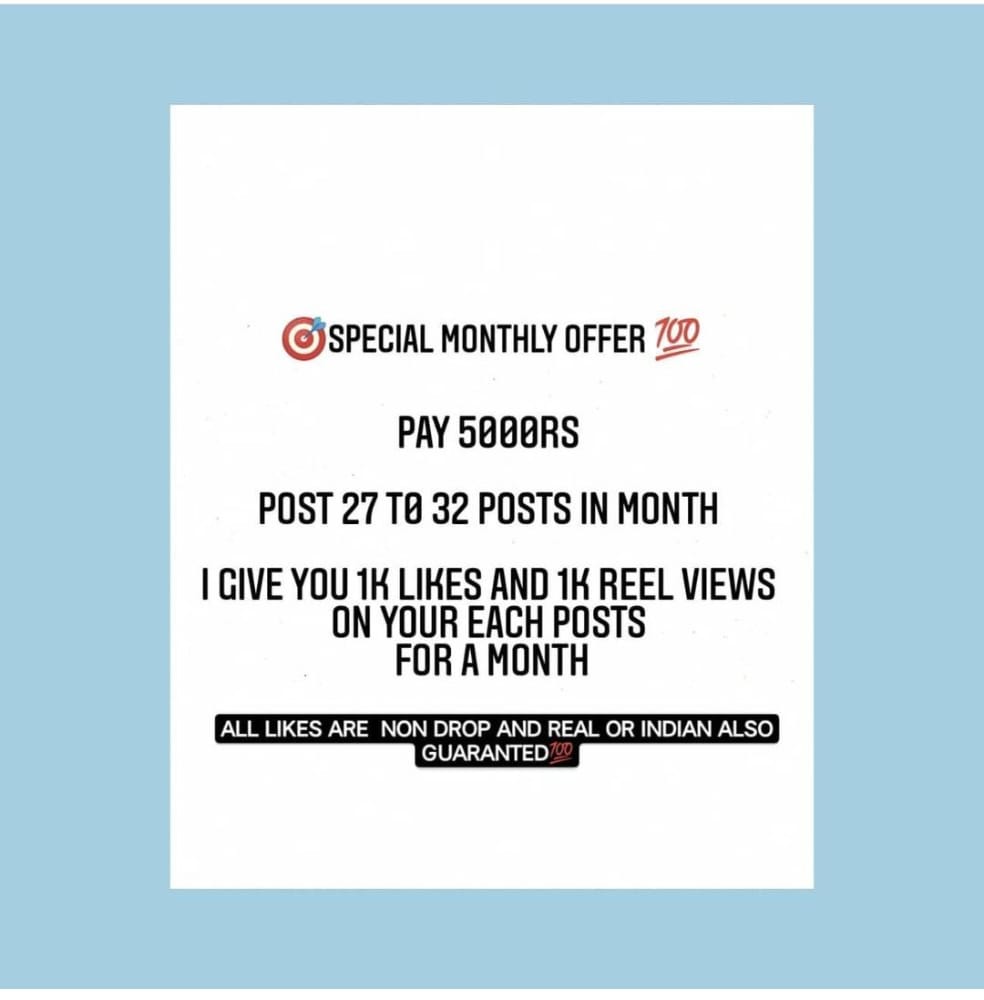 🎯SPECIAL MONTHLY OFFER 💯
PAY 5000RS
POST 27 T0 32 POSTS IN MONTH
I GIVE YOU 1K LIKES AND 1K REEL VIEWS
ON YOUR EACH POSTS
FOR A MONTH
ALL LIKES ARE NON DROP AND REAL OR INDIAN ALSO
GUARANTED💯